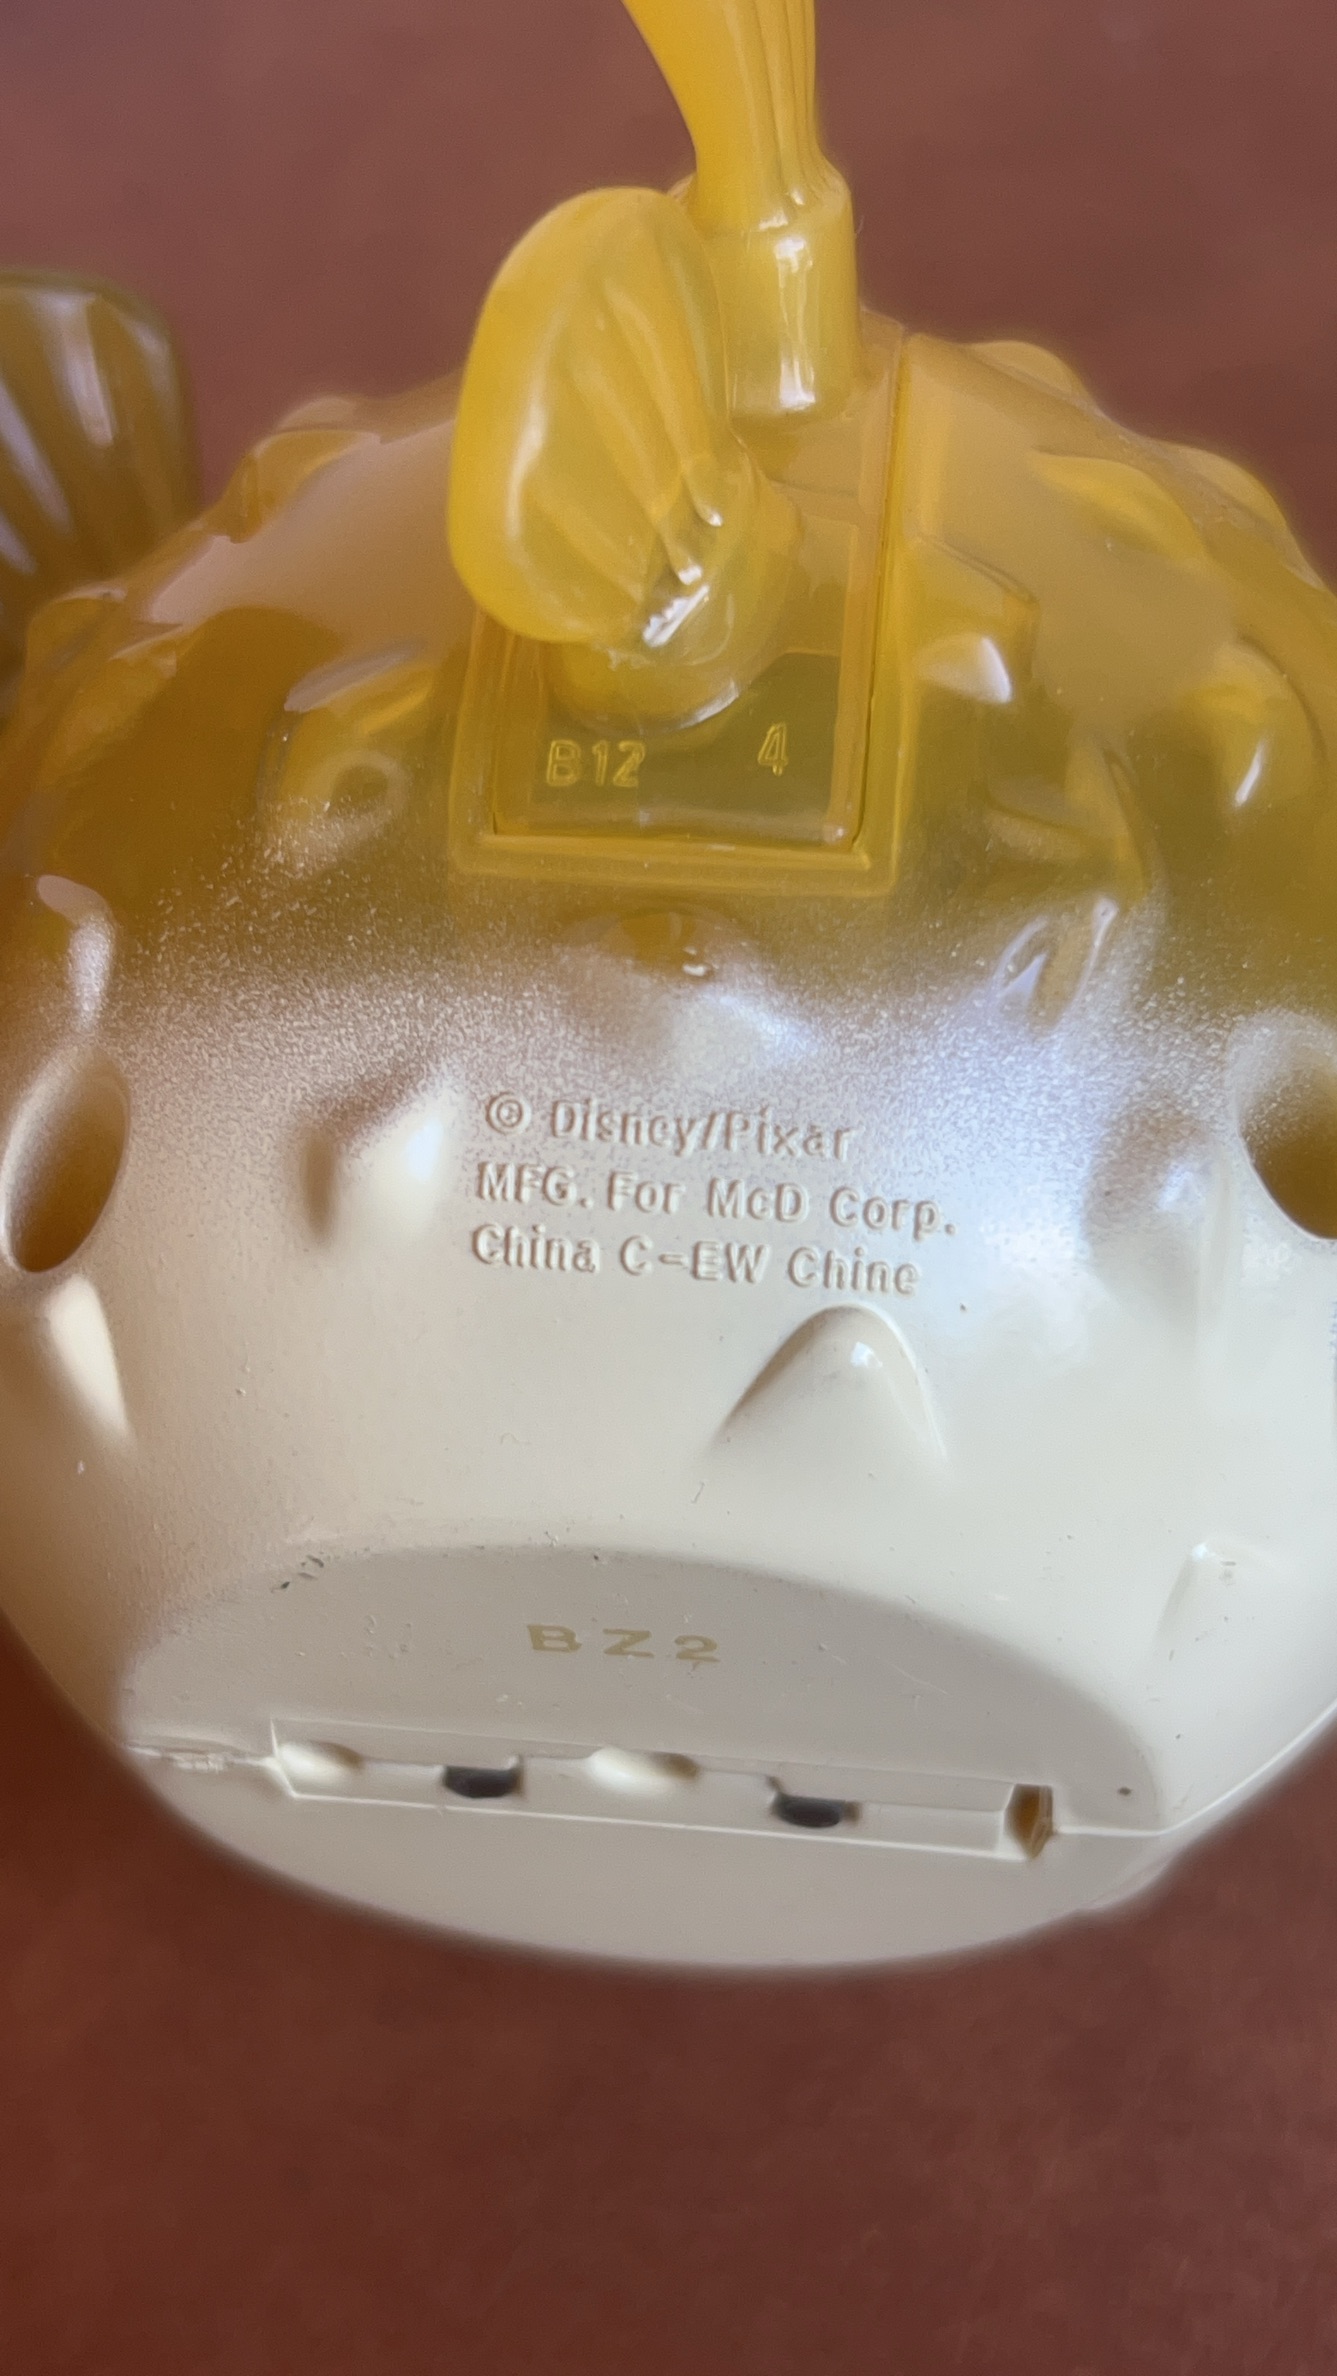 B12 4
© Disney/Pixar
MFG. For McD Corp.
China C-EW Chine
BZ2